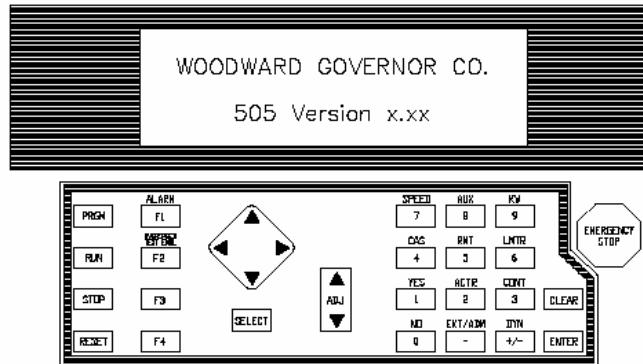 WOODWARD GOVERNOR CO.
505 Version x.xx
ALARM SPEED AUX KW
PRGM F1 7 8 9
CAS RMT LMTR
RUN F2 4 5 6
EMERGENCY
STOP
YES ACTR CONT
STOP F3 ADJ 1 2 3 CLEAR
SELECT
NO EXT/ADM DYN
RESET F4 0 - +/- ENTER